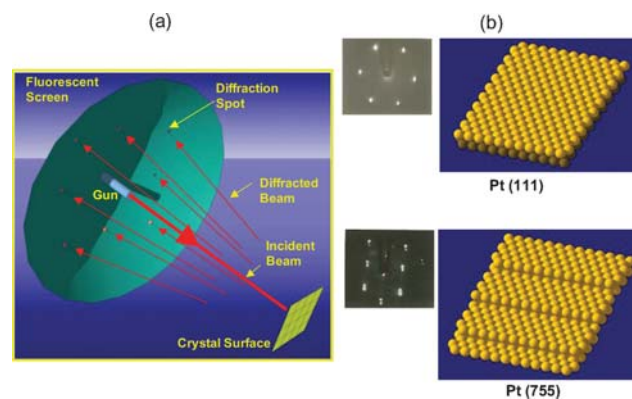 (a)
(b)
Fluorescent
Screen
Diffraction
Spot
Gun
Diffracted
Beam
Incident
Beam
Crystal Surface
Pt (111)
Pt (755)